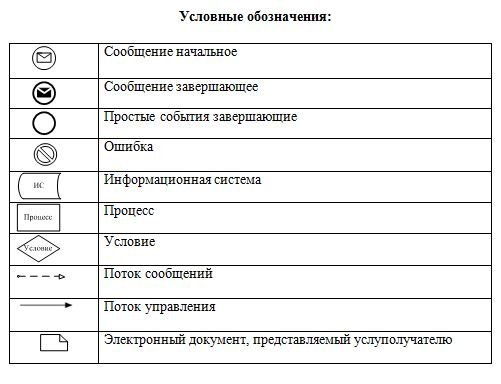 Условные обозначения:
Сообщение начальное
Сообщение завершающее
Простые события завершающие
Ошибка
ИС
Информационная система
Процесс
Процесс
Условие
Условие
Поток сообщений
Поток управления
Электронный документ, представляемый услуполучателю